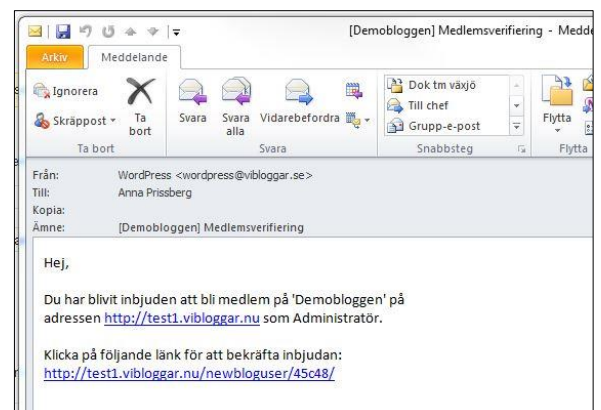 [Demobloggen] Medlemsverifiering - Medde
Arkiv Meddelande
Ignorera
Skräppost
Ta bort
Svara
Svara alla
Vidarebefordra
Dok tm växjö
Till chef
Grupp-e-post
Flytta
Ta bort Svara Snabbsteg Flytta
Från: WordPress <wordpress@vibloggar.se>
Till: Anna Prissberg
Kopia:
Ämne: [Demobloggen] Medlemsverifiering
Hej,
Du har blivit inbjuden att bli medlem på 'Demobloggen' på
adressen http://test1.vibloggar.nu som Administratör.
Klicka på följande länk för att bekräfta inbjudan:
http://test1.vibloggar.nu/newbloguser/45c48/